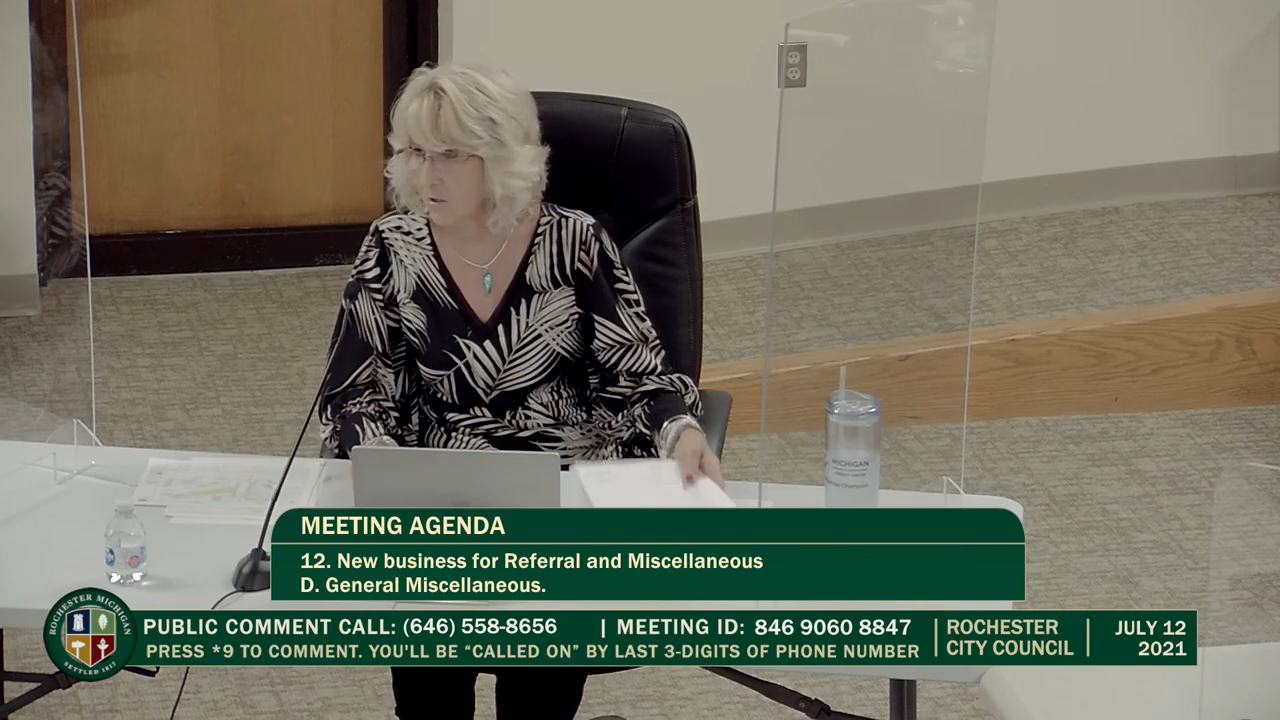 MICHIGAN
MEETING AGENDA
12. New business for Referral and Miscellaneous
D. General Miscellaneous.
ROCHESTER MICHIGAN
SETTLED 1817
PUBLIC COMMENT CALL: (646) 558-8656 | MEETING ID: 846 9060 8847
PRESS *9 TO COMMENT. YOU'LL BE “CALLED ON” BY LAST 3-DIGITS OF PHONE NUMBER
ROCHESTER
CITY COUNCIL
JULY 12
2021